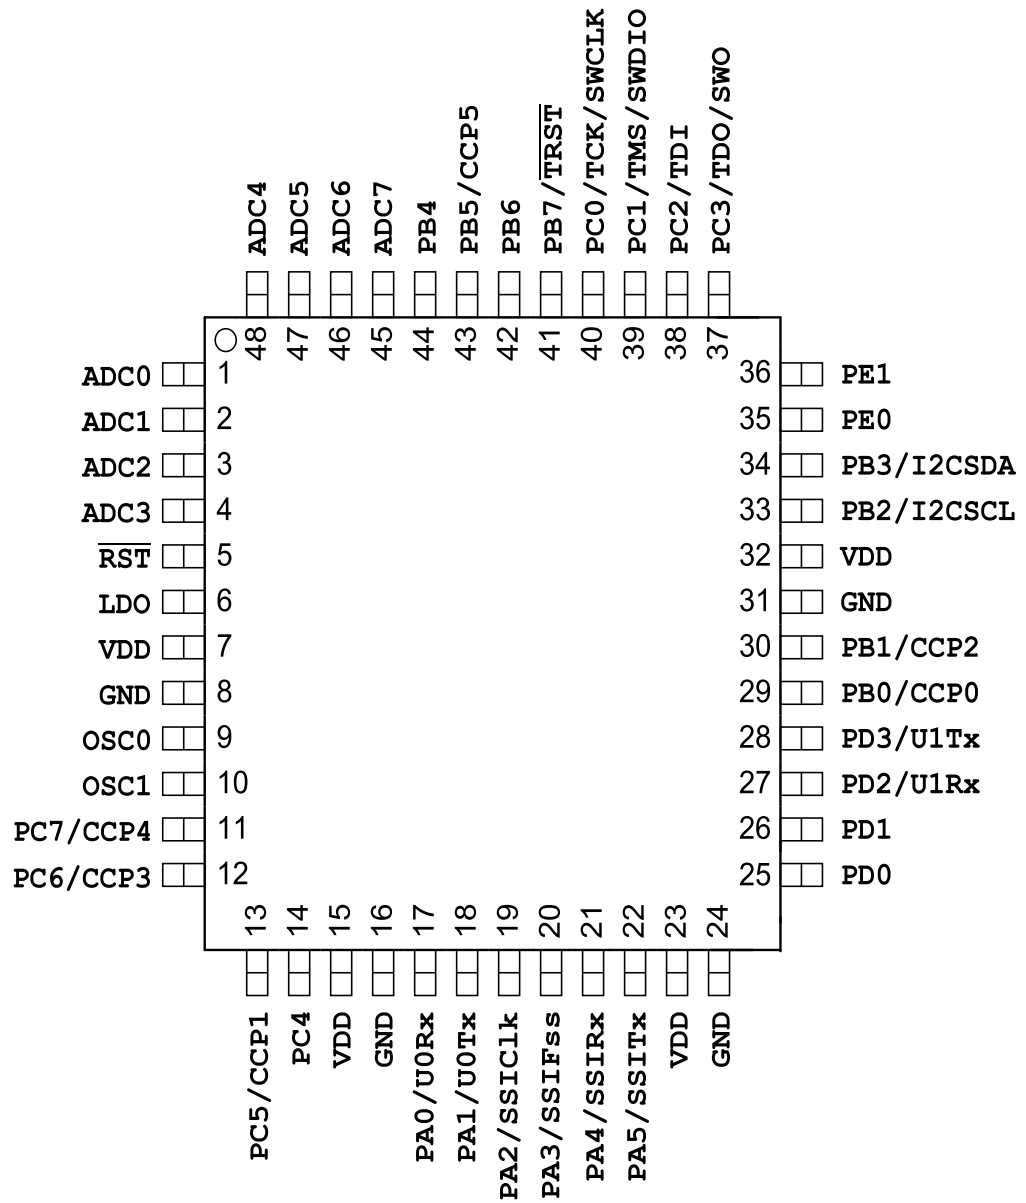 ADC4
ADC5
ADC6
ADC7
PB4
PB5/CCP5
PB6
PB7/TRST
PC0/TCK/SWCLK
PC1/TMS/SWDIO
PC2/TDI
PC3/TDO/SWO
48
47
46
45
44
43
42
41
40
39
38
37
ADC0 1
ADC1 2
ADC2 3
ADC3 4
RST 5
LDO 6
VDD 7
GND 8
OSC0 9
OSC1 10
PC7/CCP4 11
PC6/CCP3 12
36 PE1
35 PE0
34 PB3/I2CSDA
33 PB2/I2CSCL
32 VDD
31 GND
30 PB1/CCP2
29 PB0/CCP0
28 PD3/U1Tx
27 PD2/U1Rx
26 PD1
25 PD0
13
14
15
16
17
18
19
20
21
22
23
24
PC5/CCP1
PC4
VDD
GND
PA0/U0Rx
PA1/U0Tx
PA2/SSIClk
PA3/SSIFss
PA4/SSIRx
PA5/SSITx
VDD
GND